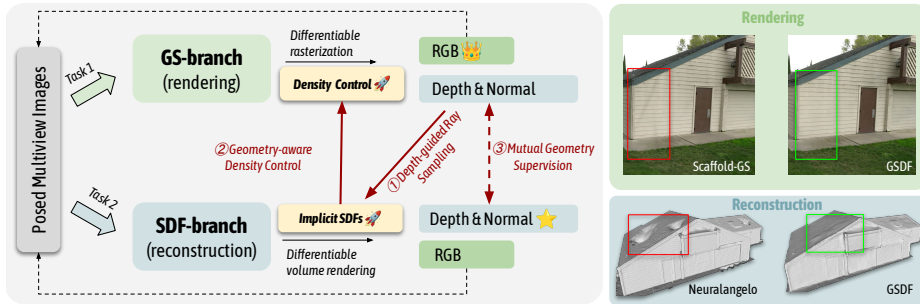 Posed Multiview Images
Task 1
GS-branch
(rendering)
Differentiable
rasterization
Density Control
RGB
Depth & Normal
②Geometry-aware
Density Control
①Depth-guided Ray
Sampling
③Mutual Geometry
Supervision
Task 2
SDF-branch
(reconstruction)
Implicit SDFs
Differentiable
volume rendering
Depth & Normal
RGB
Rendering
Scaffold-GS
GSDF
Reconstruction
Neuralangelo
GSDF